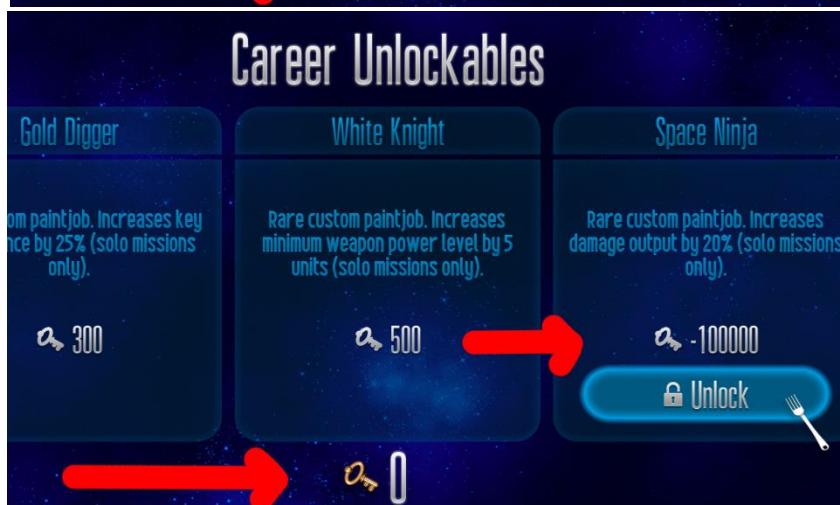 Career Unlockables
Gold Digger
om paintjob. Increases key
nce by 25% (solo missions
only).
300
White Knight
Rare custom paintjob. Increases
minimum weapon power level by 5
units (solo missions only).
500
Space Ninja
Rare custom paintjob. Increases
damage output by 20% (solo missions
only).
-100000
Unlock
0